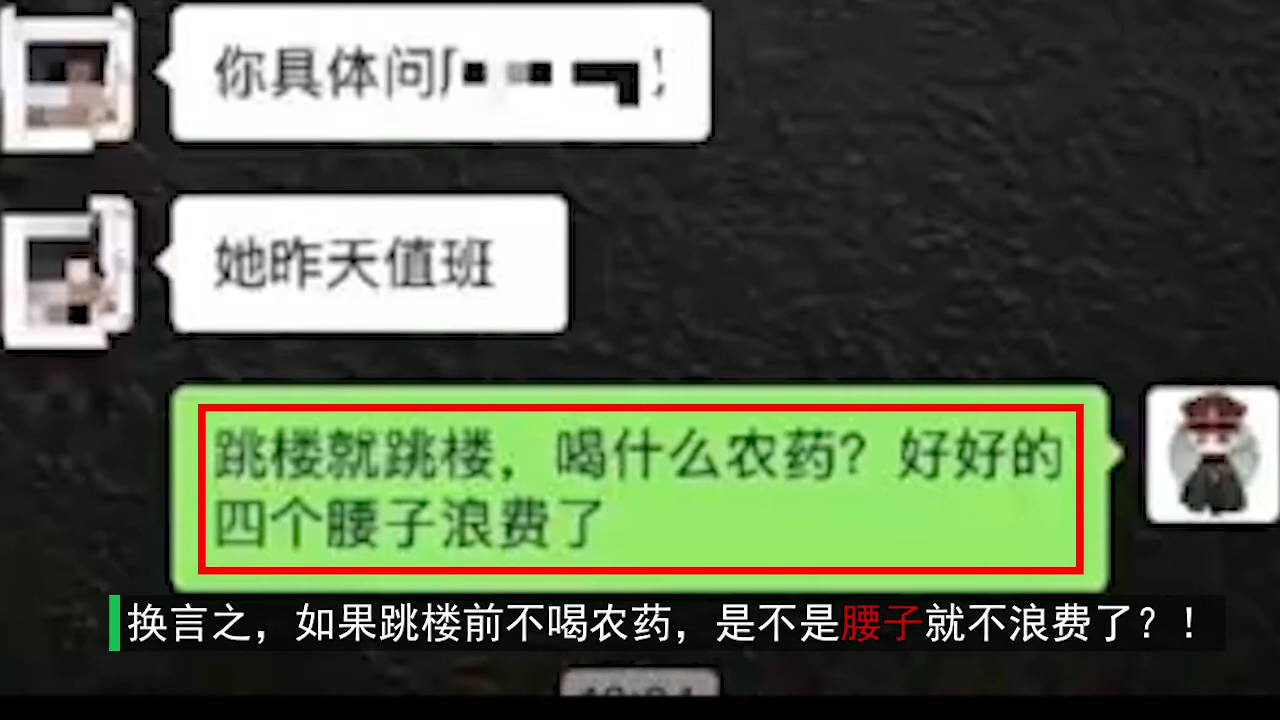 你具体问
她昨天值班
跳楼就跳楼，喝什么农药？好好的
四个腰子浪费了
换言之，如果跳楼前不喝农药，是不是腰子就不浪费了？！